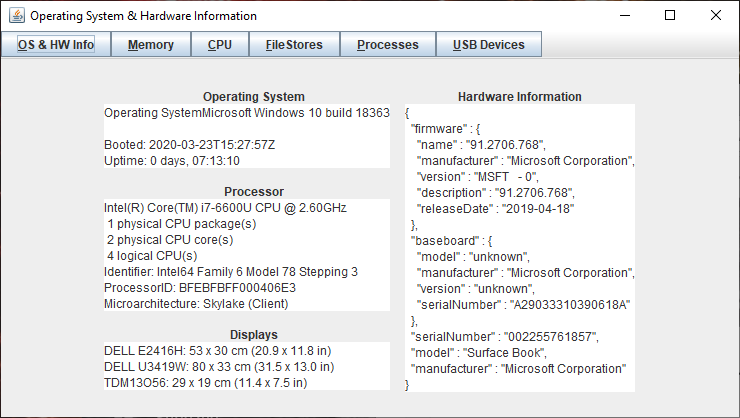 Operating System & Hardware Information
OS & HW Info Memory CPU FileStores Processes USB Devices
Operating System
Operating SystemMicrosoft Windows 10 build 18363
Booted: 2020-03-23T15:27:57Z
Uptime: 0 days, 07:13:10
Processor
Intel(R) Core(TM) i7-6600U CPU @ 2.60GHz
1 physical CPU package(s)
2 physical CPU core(s)
4 logical CPU(s)
Identifier: Intel64 Family 6 Model 78 Stepping 3
ProcessorID: BFEBFBFF000406E3
Microarchitecture: Skylake (Client)
Displays
DELL E2416H: 53 x 30 cm (20.9 x 11.8 in)
DELL U3419W: 80 x 33 cm (31.5 x 13.0 in)
TDM13O56: 29 x 19 cm (11.4 x 7.5 in)
Hardware Information
{
"firmware" : {
"name" : "91.2706.768",
"manufacturer" : "Microsoft Corporation",
"version" : "MSFT   - 0",
"description" : "91.2706.768",
"releaseDate" : "2019-04-18"
},
"baseboard" : {
"model" : "unknown",
"manufacturer" : "Microsoft Corporation",
"version" : "unknown",
"serialNumber" : "A29033310390618A"
},
"serialNumber" : "002255761857",
"model" : "Surface Book",
"manufacturer" : "Microsoft Corporation"
}